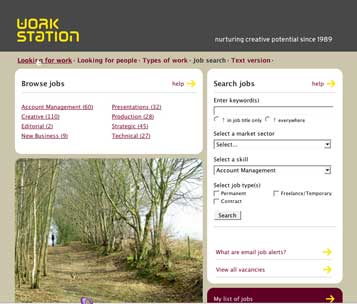 WORK
STATION
nurturing creative potential since 1989
Looking for work · Looking for people · Types of work · Job search · Text version ·
Browse jobs
help
Account Management (60)
Creative (110)
Editorial (2)
New Business (9)
Presentations (32)
Production (28)
Strategic (45)
Technical (27)
Search jobs
help
Enter keyword(s)
in job title only
everywhere
Select a market sector
Select...
Select a skill
Account Management
Select job type(s)
Permanent
Freelance/Temporary
Contract
Search
What are email job alerts?
View all vacancies
My list of jobs